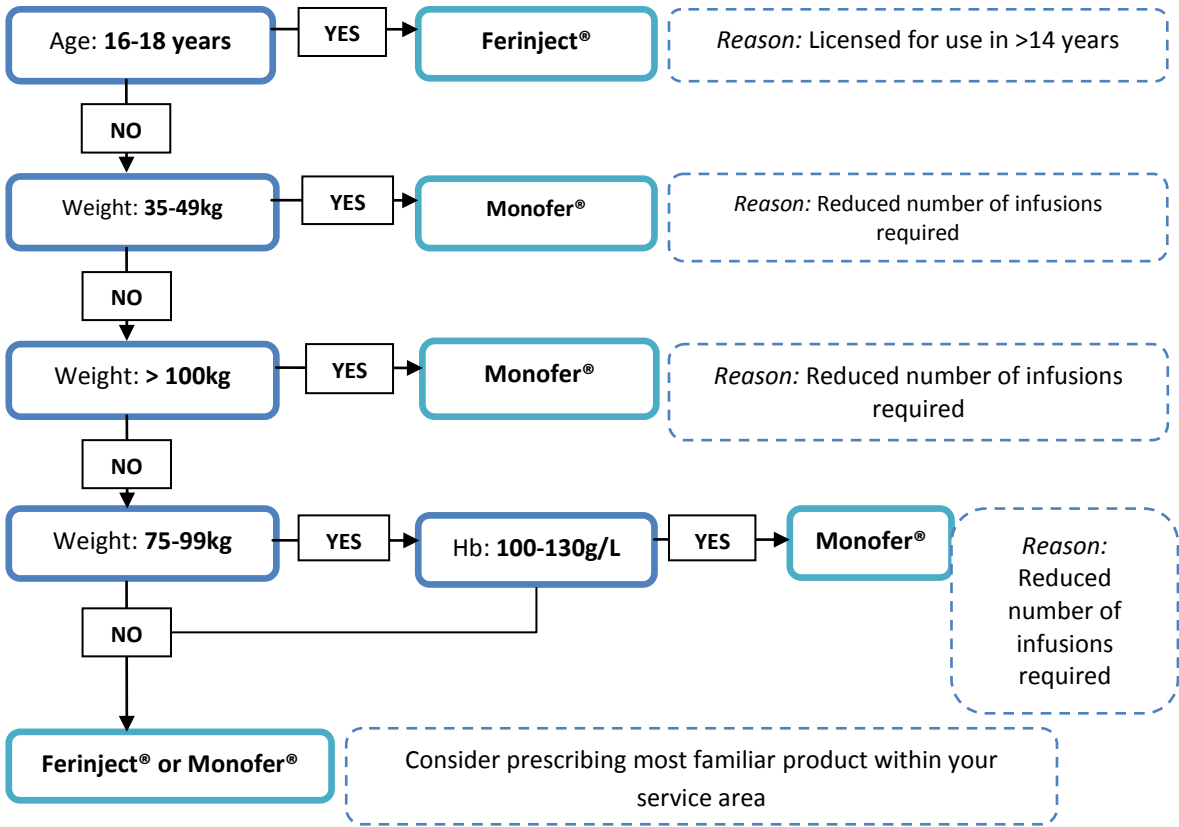 Age: 16-18 years
YES
Ferinject®
Reason: Licensed for use in >14 years
NO
Weight: 35-49kg
YES
Monofer®
Reason: Reduced number of infusions
required
NO
Weight: > 100kg
YES
Monofer®
Reason: Reduced number of infusions
required
NO
Weight: 75-99kg
YES
Hb: 100-130g/L
YES
Monofer®
Reason:
Reduced
number of
infusions
required
NO
Ferinject® or Monofer®
Consider prescribing most familiar product within your
service area